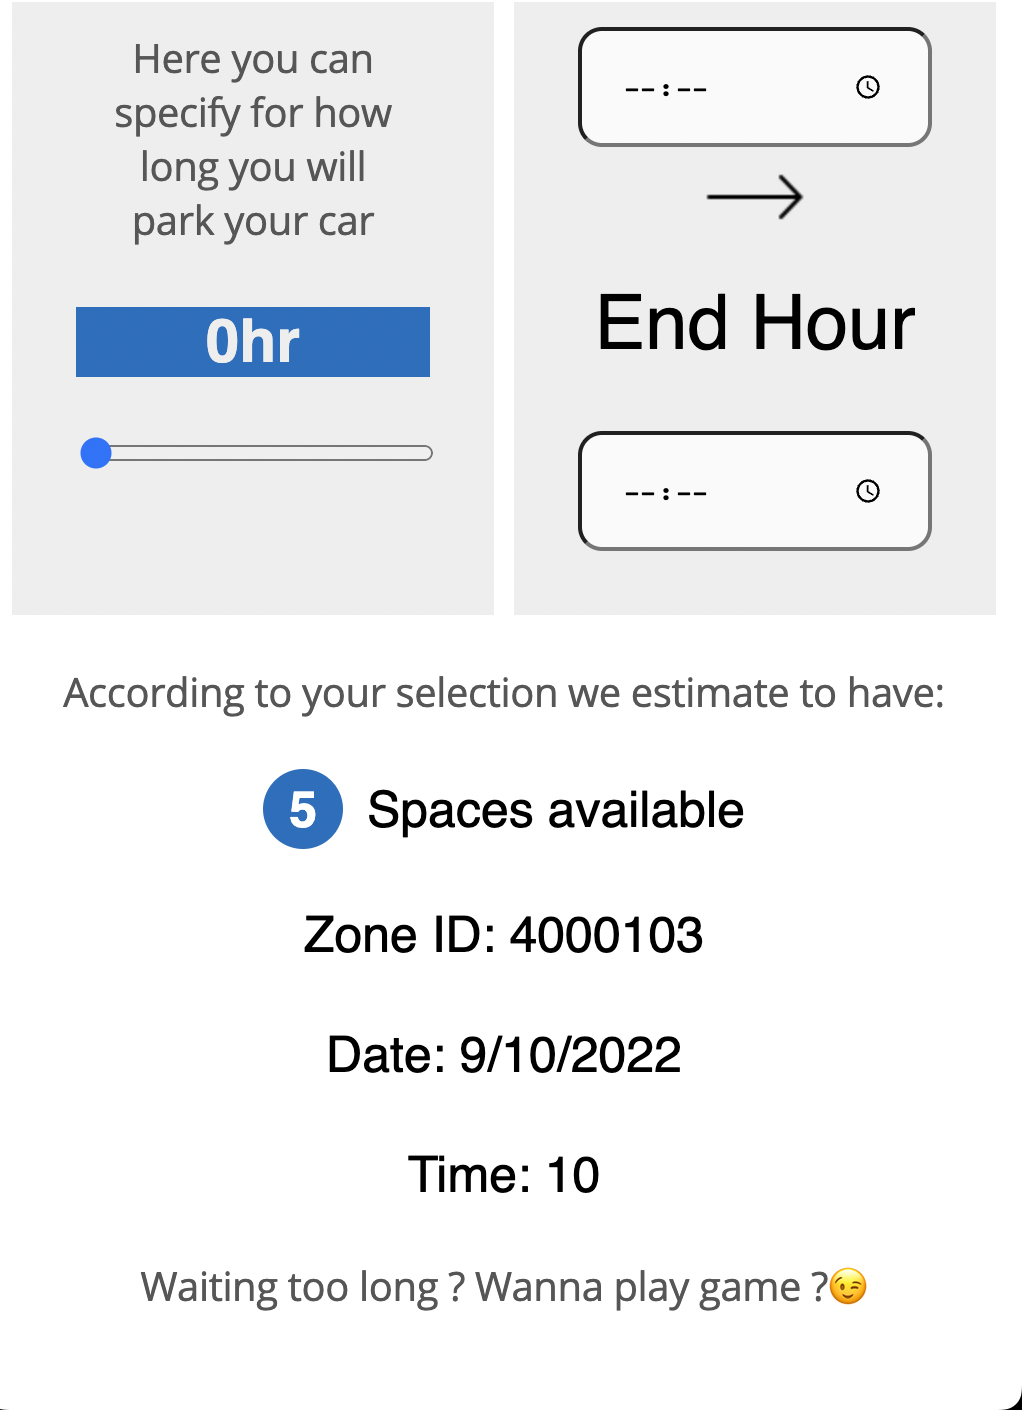 Here you can
specify for how
long you will
park your car
0hr
--:--
End Hour
--:--
According to your selection we estimate to have:
5 Spaces available
Zone ID: 4000103
Date: 9/10/2022
Time: 10
Waiting too long ? Wanna play game ?😉